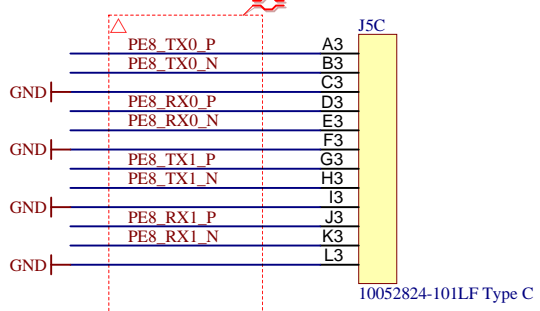 J5C
PE8_TX0_P A3
PE8_TX0_N B3
GND C3
PE8_RX0_P D3
PE8_RX0_N E3
GND F3
PE8_TX1_P G3
PE8_TX1_N H3
GND I3
PE8_RX1_P J3
PE8_RX1_N K3
GND L3
10052824-101LF Type C